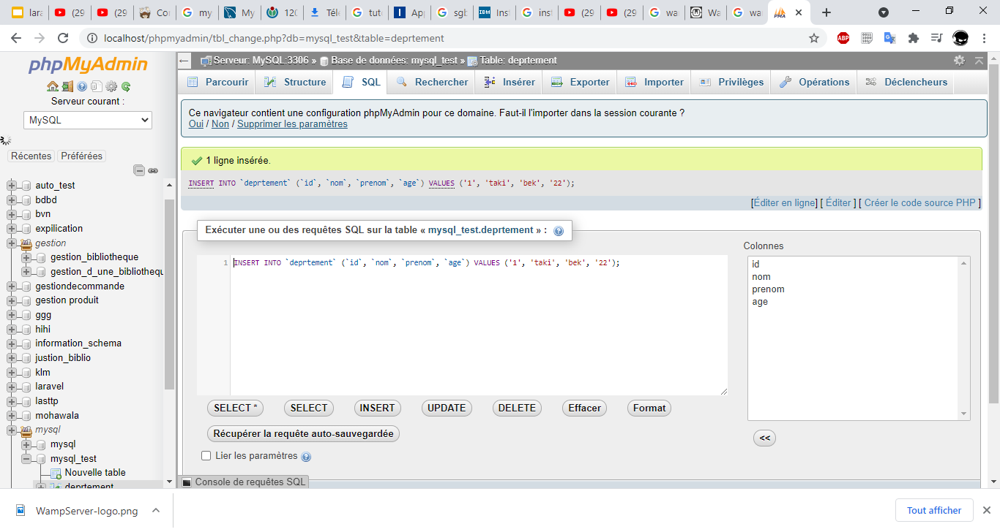 lara
(29
(29
Co
my
My
120
Télé
tuto
Ap
sgb
IBM
Inst
inst
(29
(29
wa
Wa
wa
PMA
localhost/phpmyadmin/tbl_change.php?db=mysql_test&table=deprtement
ABP
phpMyAdmin
Serveur courant :
MySQL
Récentes
Préférées
auto_test
bdbd
bvn
expilication
gestion
gestion_bibliotheque
gestion_d_une_bibliothequ
gestiondecommande
gestion produit
ggg
hihi
information_schema
justion_biblio
klm
laravel
lasttp
mohawala
mysql
mysql
mysql_test
Nouvelle table
deprtement
Serveur: MySQL:3306 » Base de données: mysql_test » Table: deprtement
Parcourir Structure SQL Rechercher Insérer Exporter Importer Privilèges Opérations Déclencheurs
Ce navigateur contient une configuration phpMyAdmin pour ce domaine. Faut-il l'importer dans la session courante ?
Oui / Non / Supprimer les paramètres
1 ligne insérée.
INSERT INTO `deprtement` (`id`, `nom`, `prenom`, `age`) VALUES ('1', 'taki', 'bek', '22');
[Éditer en ligne] [ Éditer ] [ Créer le code source PHP ]
Exécuter une ou des requêtes SQL sur la table « mysql_test.deprtement » :
1 INSERT INTO `deprtement` (`id`, `nom`, `prenom`, `age`) VALUES ('1', 'taki', 'bek', '22');
Colonnes
id
nom
prenom
age
SELECT * SELECT INSERT UPDATE DELETE Effacer Format
<<
Récupérer la requête auto-sauvegardée
Lier les paramètres
Console de requêtes SQL
WampServer-logo.png
Tout afficher